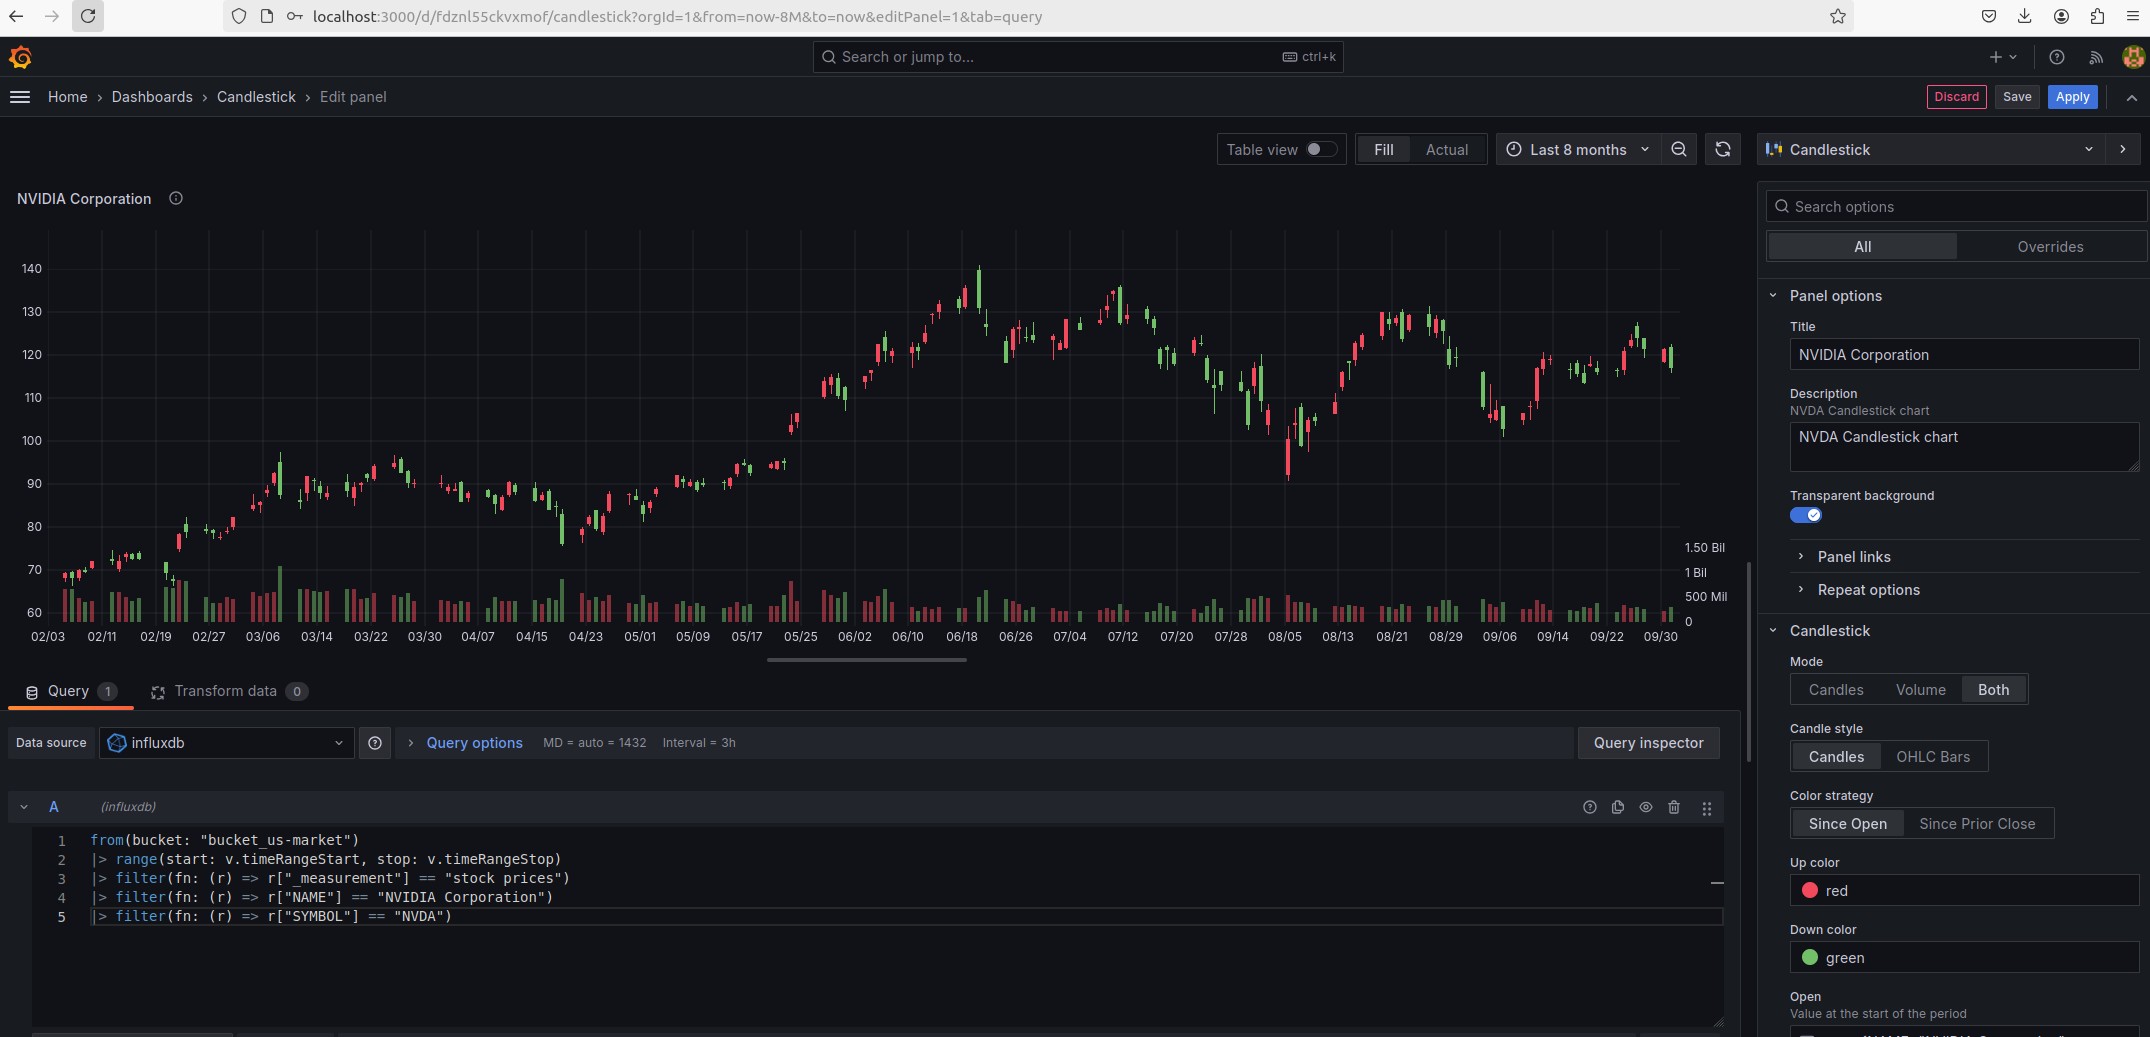 localhost:3000/d/fdznl55ckvxmof/candlestick?orgId=1&from=now-8M&to=now&editPanel=1&tab=query
Search or jump to...
ctrl+k
Home › Dashboards › Candlestick › Edit panel
Discard
Save
Apply
Table view
Fill
Actual
Last 8 months
Candlestick
NVIDIA Corporation
140
130
120
110
100
90
80
70
60
1.50 Bil
1 Bil
500 Mil
0
02/03 02/11 02/19 02/27 03/06 03/14 03/22 03/30 04/07 04/15 04/23 05/01 05/09 05/17 05/25 06/02 06/10 06/18 06/26 07/04 07/12 07/20 07/28 08/05 08/13 08/21 08/29 09/06 09/14 09/22 09/30
Query 1
Transform data 0
Data source
influxdb
Query options MD = auto = 1432 Interval = 3h
Query inspector
A (influxdb)
1 from(bucket: "bucket_us-market")
2 |> range(start: v.timeRangeStart, stop: v.timeRangeStop)
3 |> filter(fn: (r) => r["_measurement"] == "stock prices")
4 |> filter(fn: (r) => r["NAME"] == "NVIDIA Corporation")
5 |> filter(fn: (r) => r["SYMBOL"] == "NVDA")
Search options
All
Overrides
Panel options
Title
NVIDIA Corporation
Description
NVDA Candlestick chart
NVDA Candlestick chart
Transparent background
Panel links
Repeat options
Candlestick
Mode
Candles Volume Both
Candle style
Candles OHLC Bars
Color strategy
Since Open Since Prior Close
Up color
red
Down color
green
Open
Value at the start of the period